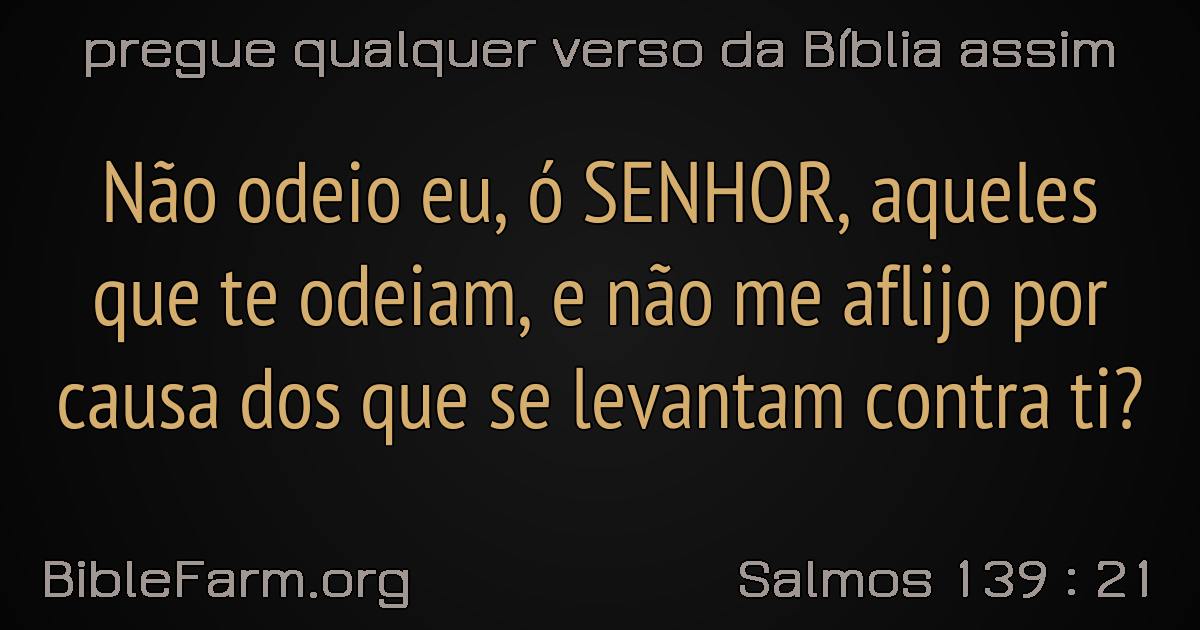 pregue qualquer verso da Bíblia assim
Não odeio eu, ó SENHOR, aqueles
que te odeiam, e não me aflijo por
causa dos que se levantam contra ti?
BibleFarm.org
Salmos 139 : 21